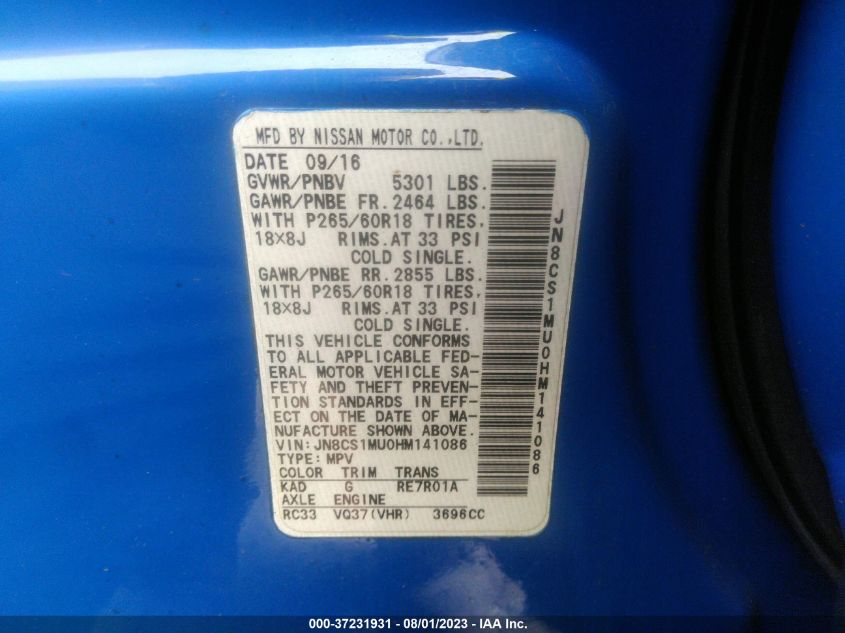 MFD BY NISSAN MOTOR CO.,LTD.
DATE 09/16
GVWR/PNBV 5301 LBS.
GAWR/PNBE FR. 2464 LBS.
WITH P265/60R18 TIRES,
18×8J RIMS.AT 33 PSI
COLD SINGLE.
GAWR/PNBE RR. 2855 LBS.
WITH P265/60R18 TIRES,
18×8J RIMS.AT 33 PSI
COLD SINGLE.
THIS VEHICLE CONFORMS
TO ALL APPLICABLE FED-
ERAL MOTOR VEHICLE SA-
FETY AND THEFT PREVEN-
TION STANDARDS IN EFF-
ECT ON THE DATE OF MA-
NUFACTURE SHOWN ABOVE.
VIN:JN8CS1MU0HM141086
TYPE:MPV
COLOR TRIM TRANS
KAD G RE7R01A
AXLE ENGINE
RC33 VQ37(VHR) 3696CC
JN8CS1MU0HM141086
000-37231931 - 08/01/2023 - IAA Inc.